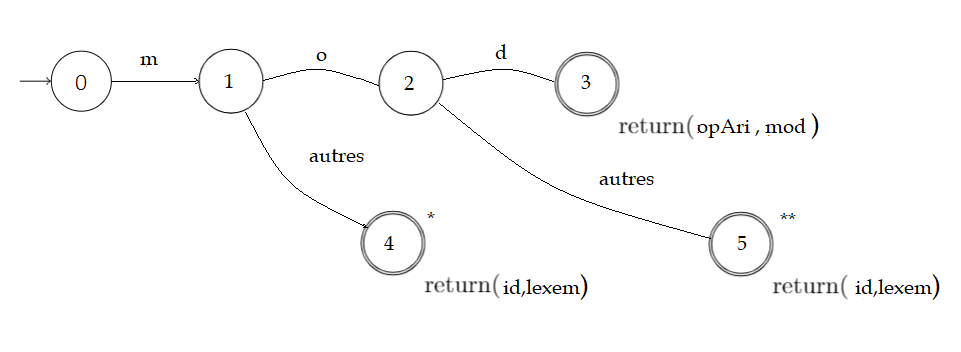 m
o
d
0
1
2
3
return(opAri , mod )
autres
autres
*
**
4
5
return(id,lexem)
return( id,lexem)